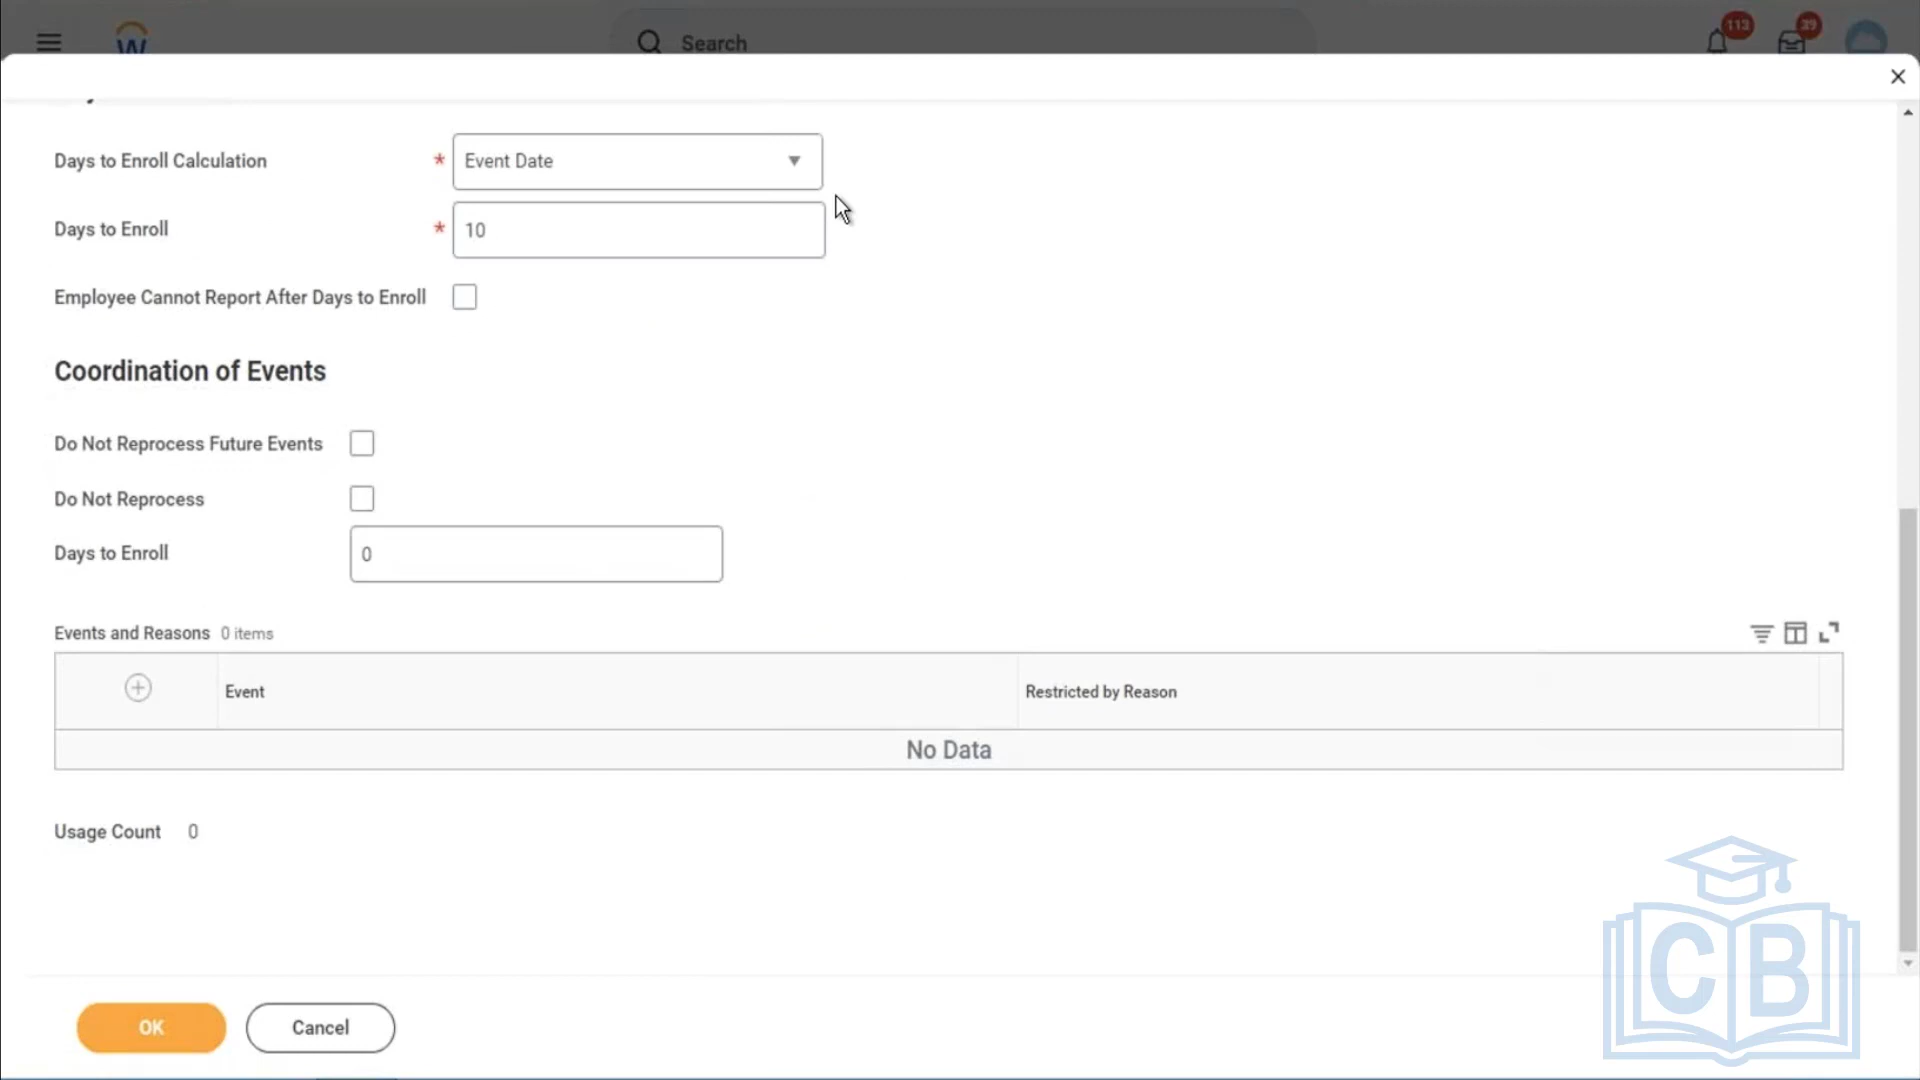 W
Search
113
39
Days to Enroll Calculation * Event Date
Days to Enroll * 10
Employee Cannot Report After Days to Enroll
Coordination of Events
Do Not Reprocess Future Events
Do Not Reprocess
Days to Enroll 0
Events and Reasons 0 items
Event Restricted by Reason
No Data
Usage Count 0
OK Cancel
CB